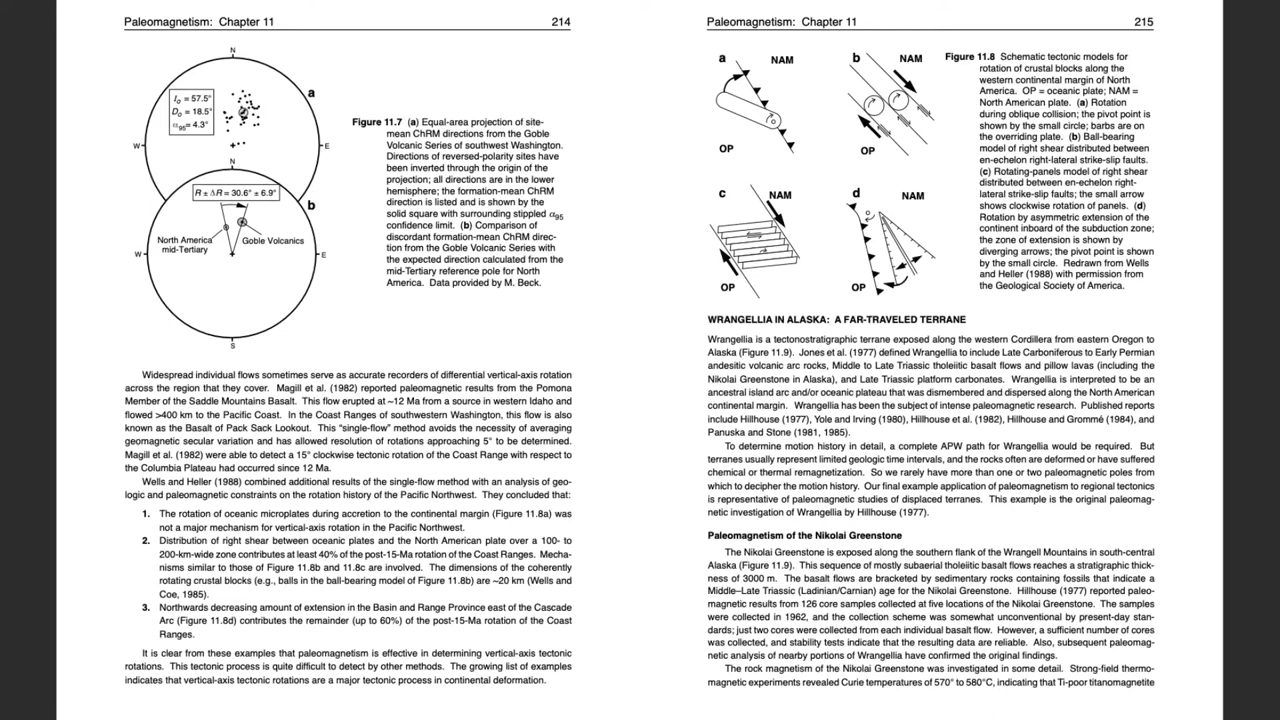 Paleomagnetism: Chapter 11 214
N
a
I₀ = 57.5°
D₀ = 18.5°
α₉₅ = 4.3°
W E
N
R ± ΔR = 30.6° ± 6.9°
b
North America
mid-Tertiary
Goble Volcanics
W E
S
Figure 11.7 (a) Equal-area projection of site-
mean ChRM directions from the Goble
Volcanic Series of southwest Washington.
Directions of reversed-polarity sites have
been inverted through the origin of the
projection; all directions are in the lower
hemisphere; the formation-mean ChRM
direction is listed and is shown by the
solid square with surrounding stippled α₉₅
confidence limit. (b) Comparison of
discordant formation-mean ChRM direc-
tion from the Goble Volcanic Series with
the expected direction calculated from the
mid-Tertiary reference pole for North
America. Data provided by M. Beck.
Widespread individual flows sometimes serve as accurate recorders of differential vertical-axis rotation
across the region that they cover. Magill et al. (1982) reported paleomagnetic results from the Pomona
Member of the Saddle Mountains Basalt. This flow erupted at ~12 Ma from a source in western Idaho and
flowed >400 km to the Pacific Coast. In the Coast Ranges of southwestern Washington, this flow is also
known as the Basalt of Pack Sack Lookout. This “single-flow” method avoids the necessity of averaging
geomagnetic secular variation and has allowed resolution of rotations approaching 5° to be determined.
Magill et al. (1982) were able to detect a 15° clockwise tectonic rotation of the Coast Range with respect to
the Columbia Plateau had occurred since 12 Ma.
Wells and Heller (1988) combined additional results of the single-flow method with an analysis of geo-
logic and paleomagnetic constraints on the rotation history of the Pacific Northwest. They concluded that:
1. The rotation of oceanic microplates during accretion to the continental margin (Figure 11.8a) was
not a major mechanism for vertical-axis rotation in the Pacific Northwest.
2. Distribution of right shear between oceanic plates and the North American plate over a 100- to
200-km-wide zone contributes at least 40% of the post-15-Ma rotation of the Coast Ranges. Mecha-
nisms similar to those of Figure 11.8b and 11.8c are involved. The dimensions of the coherently
rotating crustal blocks (e.g., balls in the ball-bearing model of Figure 11.8b) are ~20 km (Wells and
Coe, 1985).
3. Northwards decreasing amount of extension in the Basin and Range Province east of the Cascade
Arc (Figure 11.8d) contributes the remainder (up to 60%) of the post-15-Ma rotation of the Coast
Ranges.
It is clear from these examples that paleomagnetism is effective in determining vertical-axis tectonic
rotations. This tectonic process is quite difficult to detect by other methods. The growing list of examples
indicates that vertical-axis tectonic rotations are a major tectonic process in continental deformation.
Paleomagnetism: Chapter 11 215
a NAM
OP
b NAM
OP
c NAM
OP
d NAM
OP
Figure 11.8 Schematic tectonic models for
rotation of crustal blocks along the
western continental margin of North
America. OP = oceanic plate; NAM =
North American plate. (a) Rotation
during oblique collision; the pivot point is
shown by the small circle; barbs are on
the overriding plate. (b) Ball-bearing
model of right shear distributed between
en-echelon right-lateral strike-slip faults.
(c) Rotating-panels model of right shear
distributed between en-echelon right-
lateral strike-slip faults; the small arrow
shows clockwise rotation of panels. (d)
Rotation by asymmetric extension of the
continent inboard of the subduction zone;
the zone of extension is shown by
diverging arrows; the pivot point is shown
by the small circle. Redrawn from Wells
and Heller (1988) with permission from
the Geological Society of America.
WRANGELLIA IN ALASKA: A FAR-TRAVELED TERRANE
Wrangellia is a tectonostratigraphic terrane exposed along the western Cordillera from eastern Oregon to
Alaska (Figure 11.9). Jones et al. (1977) defined Wrangellia to include Late Carboniferous to Early Permian
andesitic volcanic arc rocks, Middle to Late Triassic tholeiitic basalt flows and pillow lavas (including the
Nikolai Greenstone in Alaska), and Late Triassic platform carbonates. Wrangellia is interpreted to be an
ancestral island arc and/or oceanic plateau that was dismembered and dispersed along the North American
continental margin. Wrangellia has been the subject of intense paleomagnetic research. Published reports
include Hillhouse (1977), Yole and Irving (1980), Hillhouse et al. (1982), Hillhouse and Grommé (1984), and
Panuska and Stone (1981, 1985).
To determine motion history in detail, a complete APW path for Wrangellia would be required. But
terranes usually represent limited geologic time intervals, and the rocks often are deformed or have suffered
chemical or thermal remagnetization. So we rarely have more than one or two paleomagnetic poles from
which to decipher the motion history. Our final example application of paleomagnetism to regional tectonics
is representative of paleomagnetic studies of displaced terranes. This example is the original paleomag-
netic investigation of Wrangellia by Hillhouse (1977).
Paleomagnetism of the Nikolai Greenstone
The Nikolai Greenstone is exposed along the southern flank of the Wrangell Mountains in south-central
Alaska (Figure 11.9). This sequence of mostly subaerial tholeiitic basalt flows reaches a stratigraphic thick-
ness of 3000 m. The basalt flows are bracketed by sedimentary rocks containing fossils that indicate a
Middle–Late Triassic (Ladinian/Carnian) age for the Nikolai Greenstone. Hillhouse (1977) reported paleo-
magnetic results from 126 core samples collected at five locations of the Nikolai Greenstone. The samples
were collected in 1962, and the collection scheme was somewhat unconventional by present-day stan-
dards; just two cores were collected from each individual basalt flow. However, a sufficient number of cores
was collected, and stability tests indicate that the resulting data are reliable. Also, subsequent paleomag-
netic analysis of nearby portions of Wrangellia have confirmed the original findings.
The rock magnetism of the Nikolai Greenstone was investigated in some detail. Strong-field thermo-
magnetic experiments revealed Curie temperatures of 570° to 580°C, indicating that Ti-poor titanomagnetite